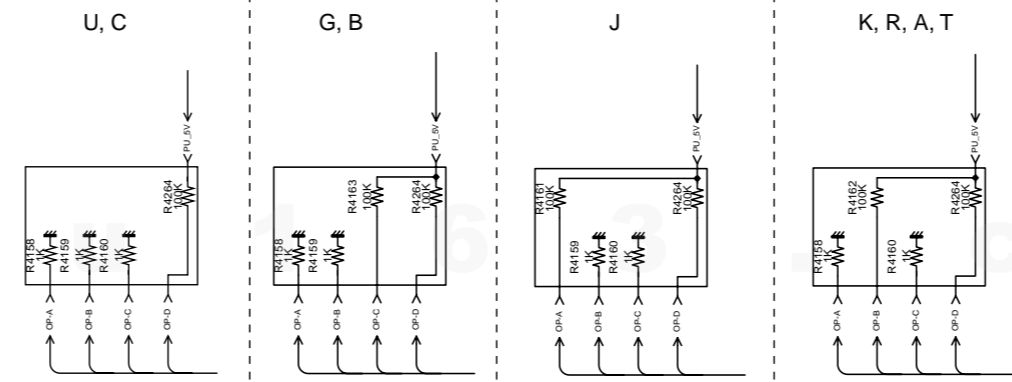 U, C
PU_5V
R4264
100K
R4158
1K
R4159
1K
R4160
1K
OP-A
OP-B
OP-C
OP-D
G, B
PU_5V
R4163
100K
R4264
100K
R4158
1K
R4159
1K
OP-A
OP-B
OP-C
OP-D
J
PU_5V
R4161
100K
R4264
100K
R4159
1K
R4160
1K
OP-A
OP-B
OP-C
OP-D
K, R, A, T
PU_5V
R4162
100K
R4264
100K
R4158
1K
R4160
1K
OP-A
OP-B
OP-C
OP-D